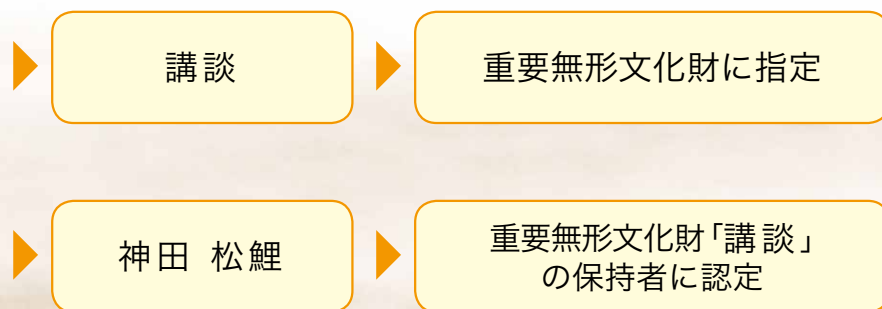 講談
重要無形文化財に指定
神田 松鯉
重要無形文化財「講談」
の保持者に認定